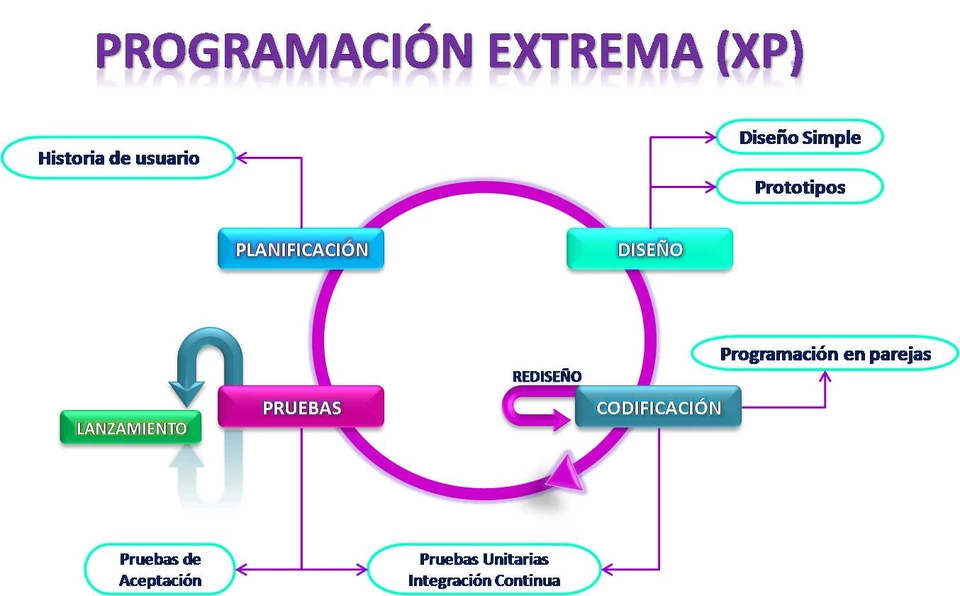 PROGRAMACIÓN EXTREMA (XP)
Historia de usuario
Diseño Simple
Prototipos
PLANIFICACIÓN
DISEÑO
Programación en parejas
REDISEÑO
PRUEBAS
CODIFICACIÓN
LANZAMIENTO
Pruebas de
Aceptación
Pruebas Unitarias
Integración Continua